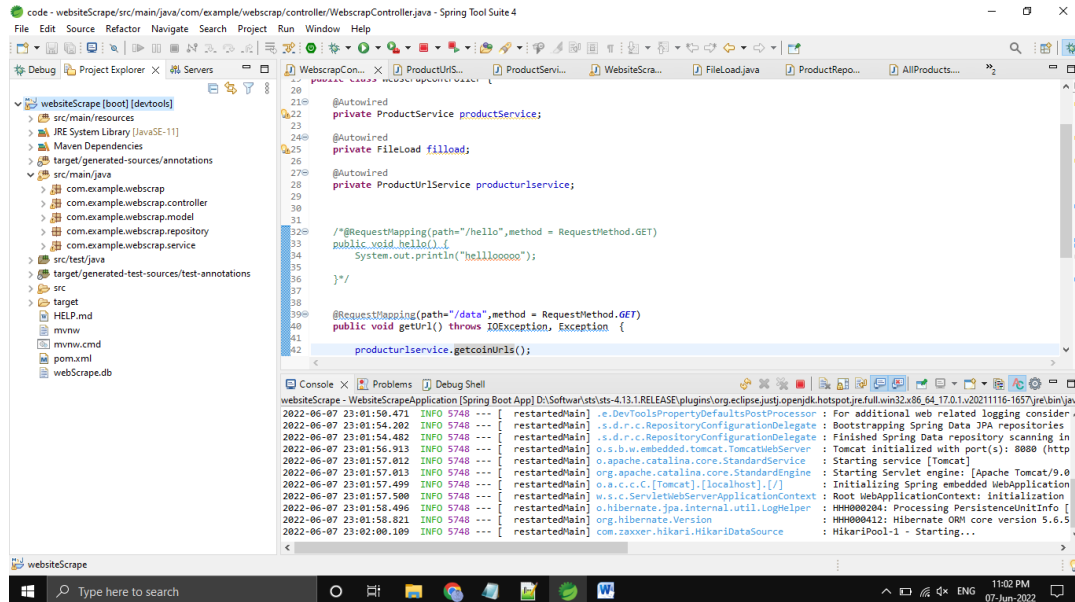 code - websiteScrape/src/main/java/com/example/webscrap/controller/WebscrapController.java - Spring Tool Suite 4
File Edit Source Refactor Navigate Search Project Run Window Help
Debug Project Explorer Servers
WebscrapCon... ProductUrlS... ProductServi... WebsiteScra... FileLoad.java ProductRepo... AllProducts.... 2
websiteScrape [boot] [devtools]
src/main/resources
JRE System Library [JavaSE-11]
Maven Dependencies
target/generated-sources/annotations
src/main/java
com.example.webscrap
com.example.webscrap.controller
com.example.webscrap.model
com.example.webscrap.repository
com.example.webscrap.service
src/test/java
target/generated-test-sources/test-annotations
src
target
HELP.md
mvnw
mvnw.cmd
pom.xml
webScrape.db
20
21 @Autowired
22 private ProductService productService;
23
24 @Autowired
25 private FileLoad filload;
26
27 @Autowired
28 private ProductUrlService producturlservice;
29
30
31
32 /*@RequestMapping(path="/hello",method = RequestMethod.GET)
33 public void hello() {
34 System.out.println("hellloooo");
35
36 }*/
37
38
39 @RequestMapping(path="/data",method = RequestMethod.GET)
40 public void getUrl() throws IOException, Exception {
41
42 producturlservice.getcoinUrls();
Console Problems Debug Shell
websiteScrape - WebsiteScrapeApplication [Spring Boot App] D:\Softwar\sts\sts-4.13.1.RELEASE\plugins\org.eclipse.justj.openjdk.hotspot.jre.full.win32.x86_64_17.0.1.v20211116-1657\jre\bin\jav
2022-06-07 23:01:50.471 INFO 5748 --- [ restartedMain] .e.DevToolsPropertyDefaultsPostProcessor : For additional web related logging consider
2022-06-07 23:01:54.202 INFO 5748 --- [ restartedMain] .s.d.r.c.RepositoryConfigurationDelegate : Bootstrapping Spring Data JPA repositories
2022-06-07 23:01:54.482 INFO 5748 --- [ restartedMain] .s.d.r.c.RepositoryConfigurationDelegate : Finished Spring Data repository scanning in
2022-06-07 23:01:56.913 INFO 5748 --- [ restartedMain] o.s.b.w.embedded.tomcat.TomcatWebServer : Tomcat initialized with port(s): 8080 (http
2022-06-07 23:01:57.012 INFO 5748 --- [ restartedMain] o.apache.catalina.core.StandardService : Starting service [Tomcat]
2022-06-07 23:01:57.013 INFO 5748 --- [ restartedMain] org.apache.catalina.core.StandardEngine : Starting Servlet engine: [Apache Tomcat/9.0
2022-06-07 23:01:57.499 INFO 5748 --- [ restartedMain] o.a.c.c.C.[Tomcat].[localhost].[/] : Initializing Spring embedded WebApplication
2022-06-07 23:01:57.500 INFO 5748 --- [ restartedMain] w.s.c.ServletWebServerApplicationContext : Root WebApplicationContext: initialization
2022-06-07 23:01:58.496 INFO 5748 --- [ restartedMain] o.hibernate.jpa.internal.util.LogHelper : HHH000204: Processing PersistenceUnitInfo [
2022-06-07 23:01:58.821 INFO 5748 --- [ restartedMain] org.hibernate.Version : HHH000412: Hibernate ORM core version 5.6.5
2022-06-07 23:02:00.109 INFO 5748 --- [ restartedMain] com.zaxxer.hikari.HikariDataSource : HikariPool-1 - Starting...
websiteScrape
Type here to search
ENG
11:02 PM
07-Jun-2022